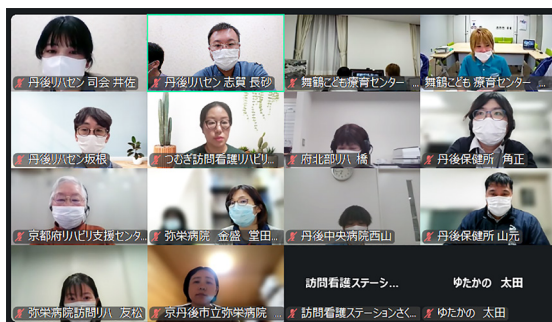 丹後リハセン 司会 井佐
丹後リハセン 志賀 長砂
舞鶴こども療育センター ・...
舞鶴こども 療育センター ・...
丹後リハセン坂根
つむぎ訪問看護リハビリ...
府北部リハ 橋
丹後保健所 角正
京都府リハビリ支援センタ...
弥栄病院 金盛 堂田...
丹後中央病院西山
丹後保健所 山元
訪問看護ステーシ...
ゆたかの 太田
弥栄病院訪問リハ 友松
京丹後市立弥栄病院 ...
訪問看護ステーションさく...
ゆたかの 太田